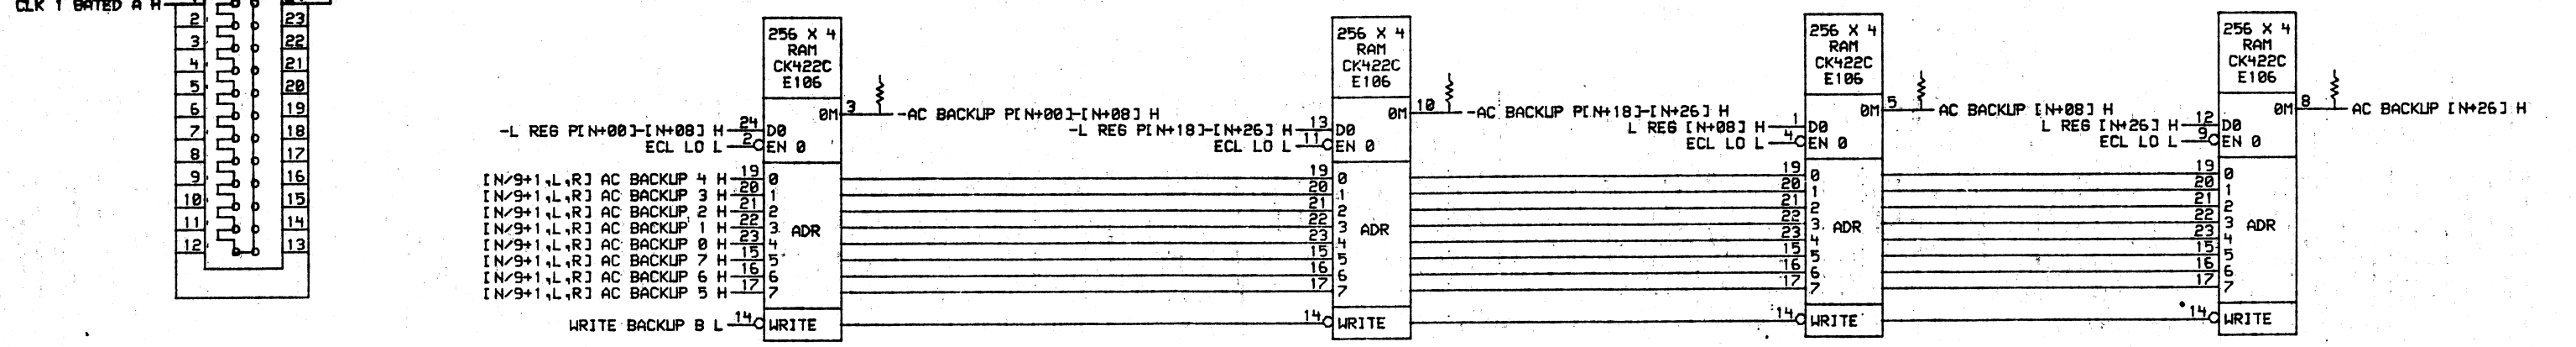 CLK 1 GATED A H
2 23
3 22
4 21
5 20
6 19
7 18
8 17
9 16
10 15
11 14
12 13
256 X 4
RAM
CK422C
E106
0M 3 -AC BACKUP P[N+00]-[N+08] H
-L REG P[N+00]-[N+08] H 24 D0
ECL LO L 2 EN 0
[N/9+1,L,R] AC BACKUP 4 H 19 0
[N/9+1,L,R] AC BACKUP 3 H 20 1
[N/9+1,L,R] AC BACKUP 2 H 21 2
[N/9+1,L,R] AC BACKUP 1 H 22 3 ADR
[N/9+1,L,R] AC BACKUP 0 H 23 4
[N/9+1,L,R] AC BACKUP 7 H 15 5
[N/9+1,L,R] AC BACKUP 6 H 16 6
[N/9+1,L,R] AC BACKUP 5 H 17 7
WRITE BACKUP B L 14 WRITE
256 X 4
RAM
CK422C
E106
0M 10 -AC BACKUP P[N+18]-[N+26] H
-L REG P[N+18]-[N+26] H 13 D0
ECL LO L 11 EN 0
19 0
20 1
21 2
22 3 ADR
23 4
15 5
16 6
17 7
14 WRITE
256 X 4
RAM
CK422C
E106
0M 5 AC BACKUP [N+08] H
L REG [N+08] H 1 D0
ECL LO L 4 EN 0
19 0
20 1
21 2
22 3 ADR
23 4
15 5
16 6
17 7
14 WRITE
256 X 4
RAM
CK422C
E106
0M 8 AC BACKUP [N+26] H
L REG [N+26] H 12 D0
ECL LO L 9 EN 0
19 0
20 1
21 2
22 3 ADR
23 4
15 5
16 6
17 7
14 WRITE